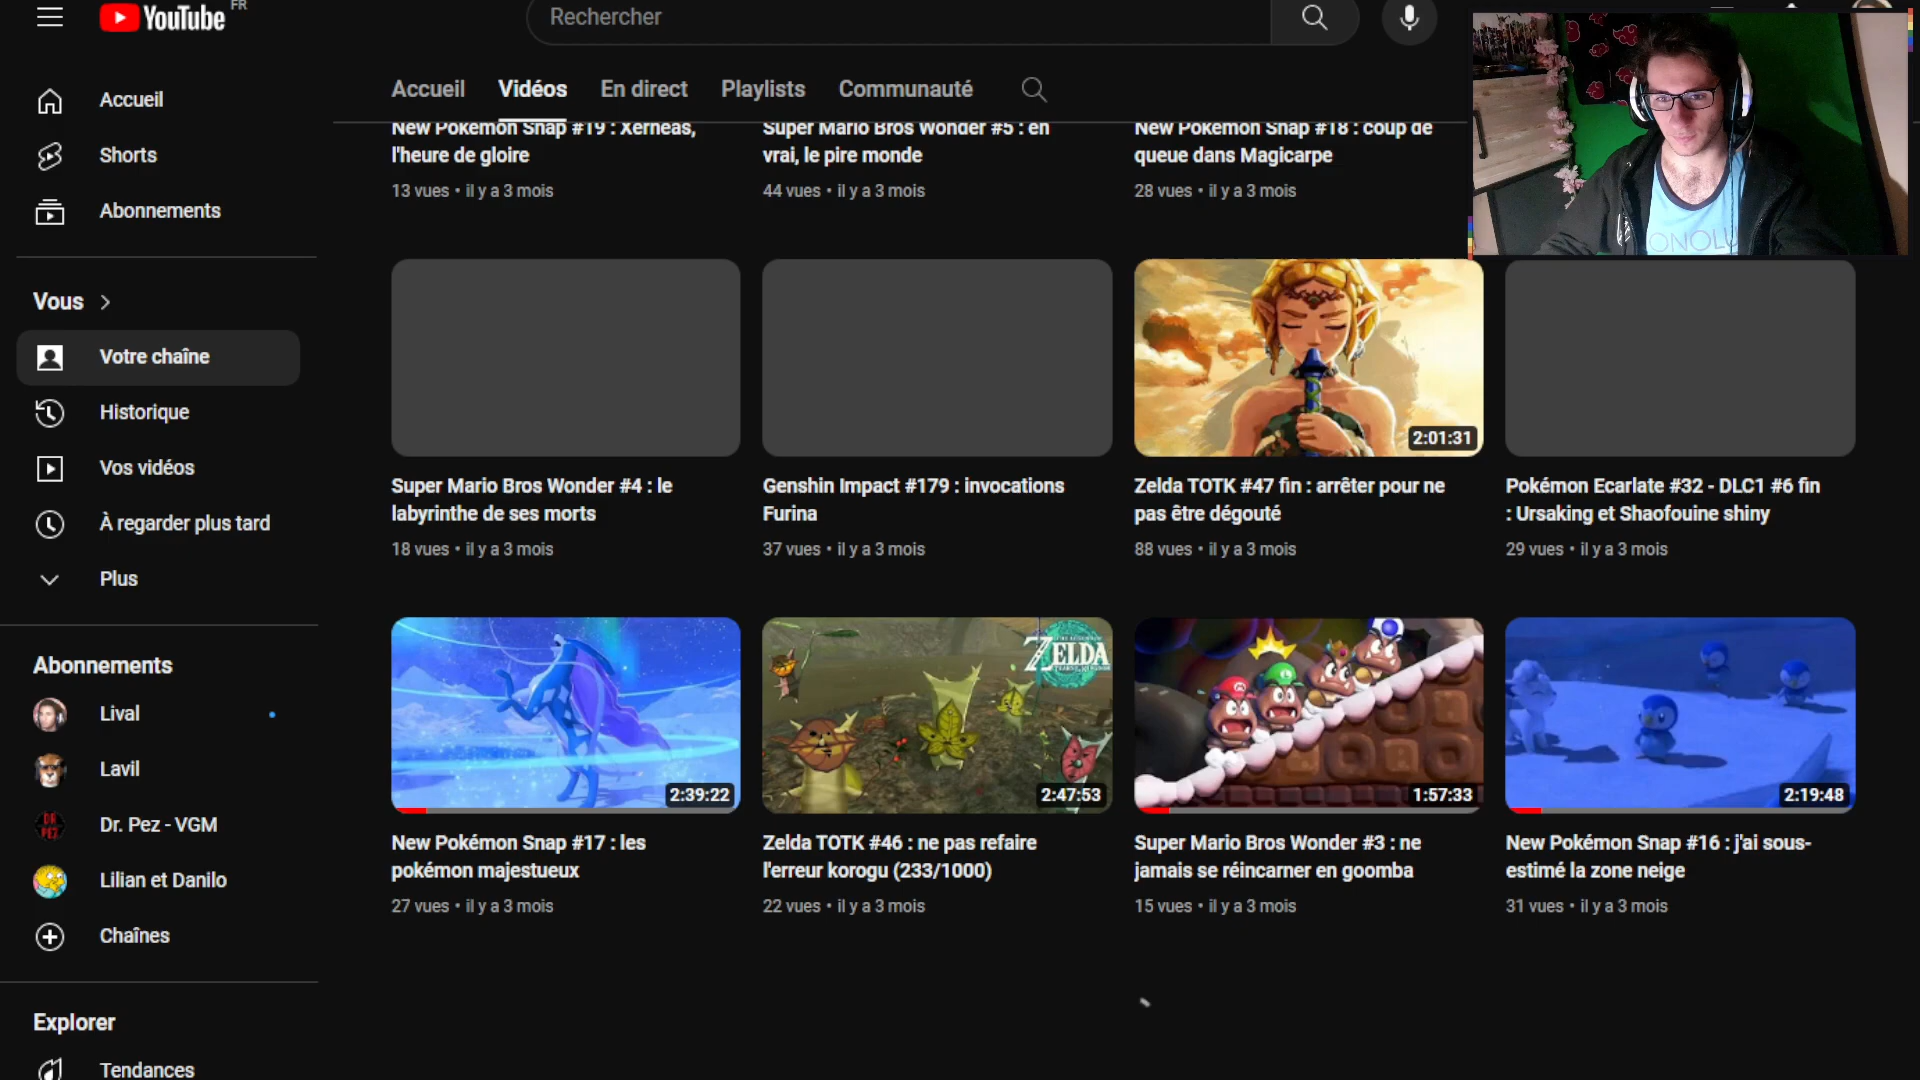 YouTube FR
Rechercher
Accueil
Shorts
Abonnements
Vous
Votre chaîne
Historique
Vos vidéos
À regarder plus tard
Plus
Abonnements
Lival
Lavil
Dr. Pez - VGM
Lilian et Danilo
Chaînes
Explorer
Tendances
Accueil Vidéos En direct Playlists Communauté
New Pokémon Snap #19 : Xerneas,
l'heure de gloire
13 vues • il y a 3 mois
Super Mario Bros Wonder #5 : en
vrai, le pire monde
44 vues • il y a 3 mois
New Pokémon Snap #18 : coup de
queue dans Magicarpe
28 vues • il y a 3 mois
Super Mario Bros Wonder #4 : le
labyrinthe de ses morts
18 vues • il y a 3 mois
Genshin Impact #179 : invocations
Furina
37 vues • il y a 3 mois
2:01:31
Zelda TOTK #47 fin : arrêter pour ne
pas être dégouté
88 vues • il y a 3 mois
Pokémon Ecarlate #32 - DLC1 #6 fin
: Ursaking et Shaofouine shiny
29 vues • il y a 3 mois
2:39:22
New Pokémon Snap #17 : les
pokémon majestueux
27 vues • il y a 3 mois
ZELDA
2:47:53
Zelda TOTK #46 : ne pas refaire
l'erreur korogu (233/1000)
22 vues • il y a 3 mois
1:57:33
Super Mario Bros Wonder #3 : ne
jamais se réincarner en goomba
15 vues • il y a 3 mois
2:19:48
New Pokémon Snap #16 : j'ai sous-
estimé la zone neige
31 vues • il y a 3 mois